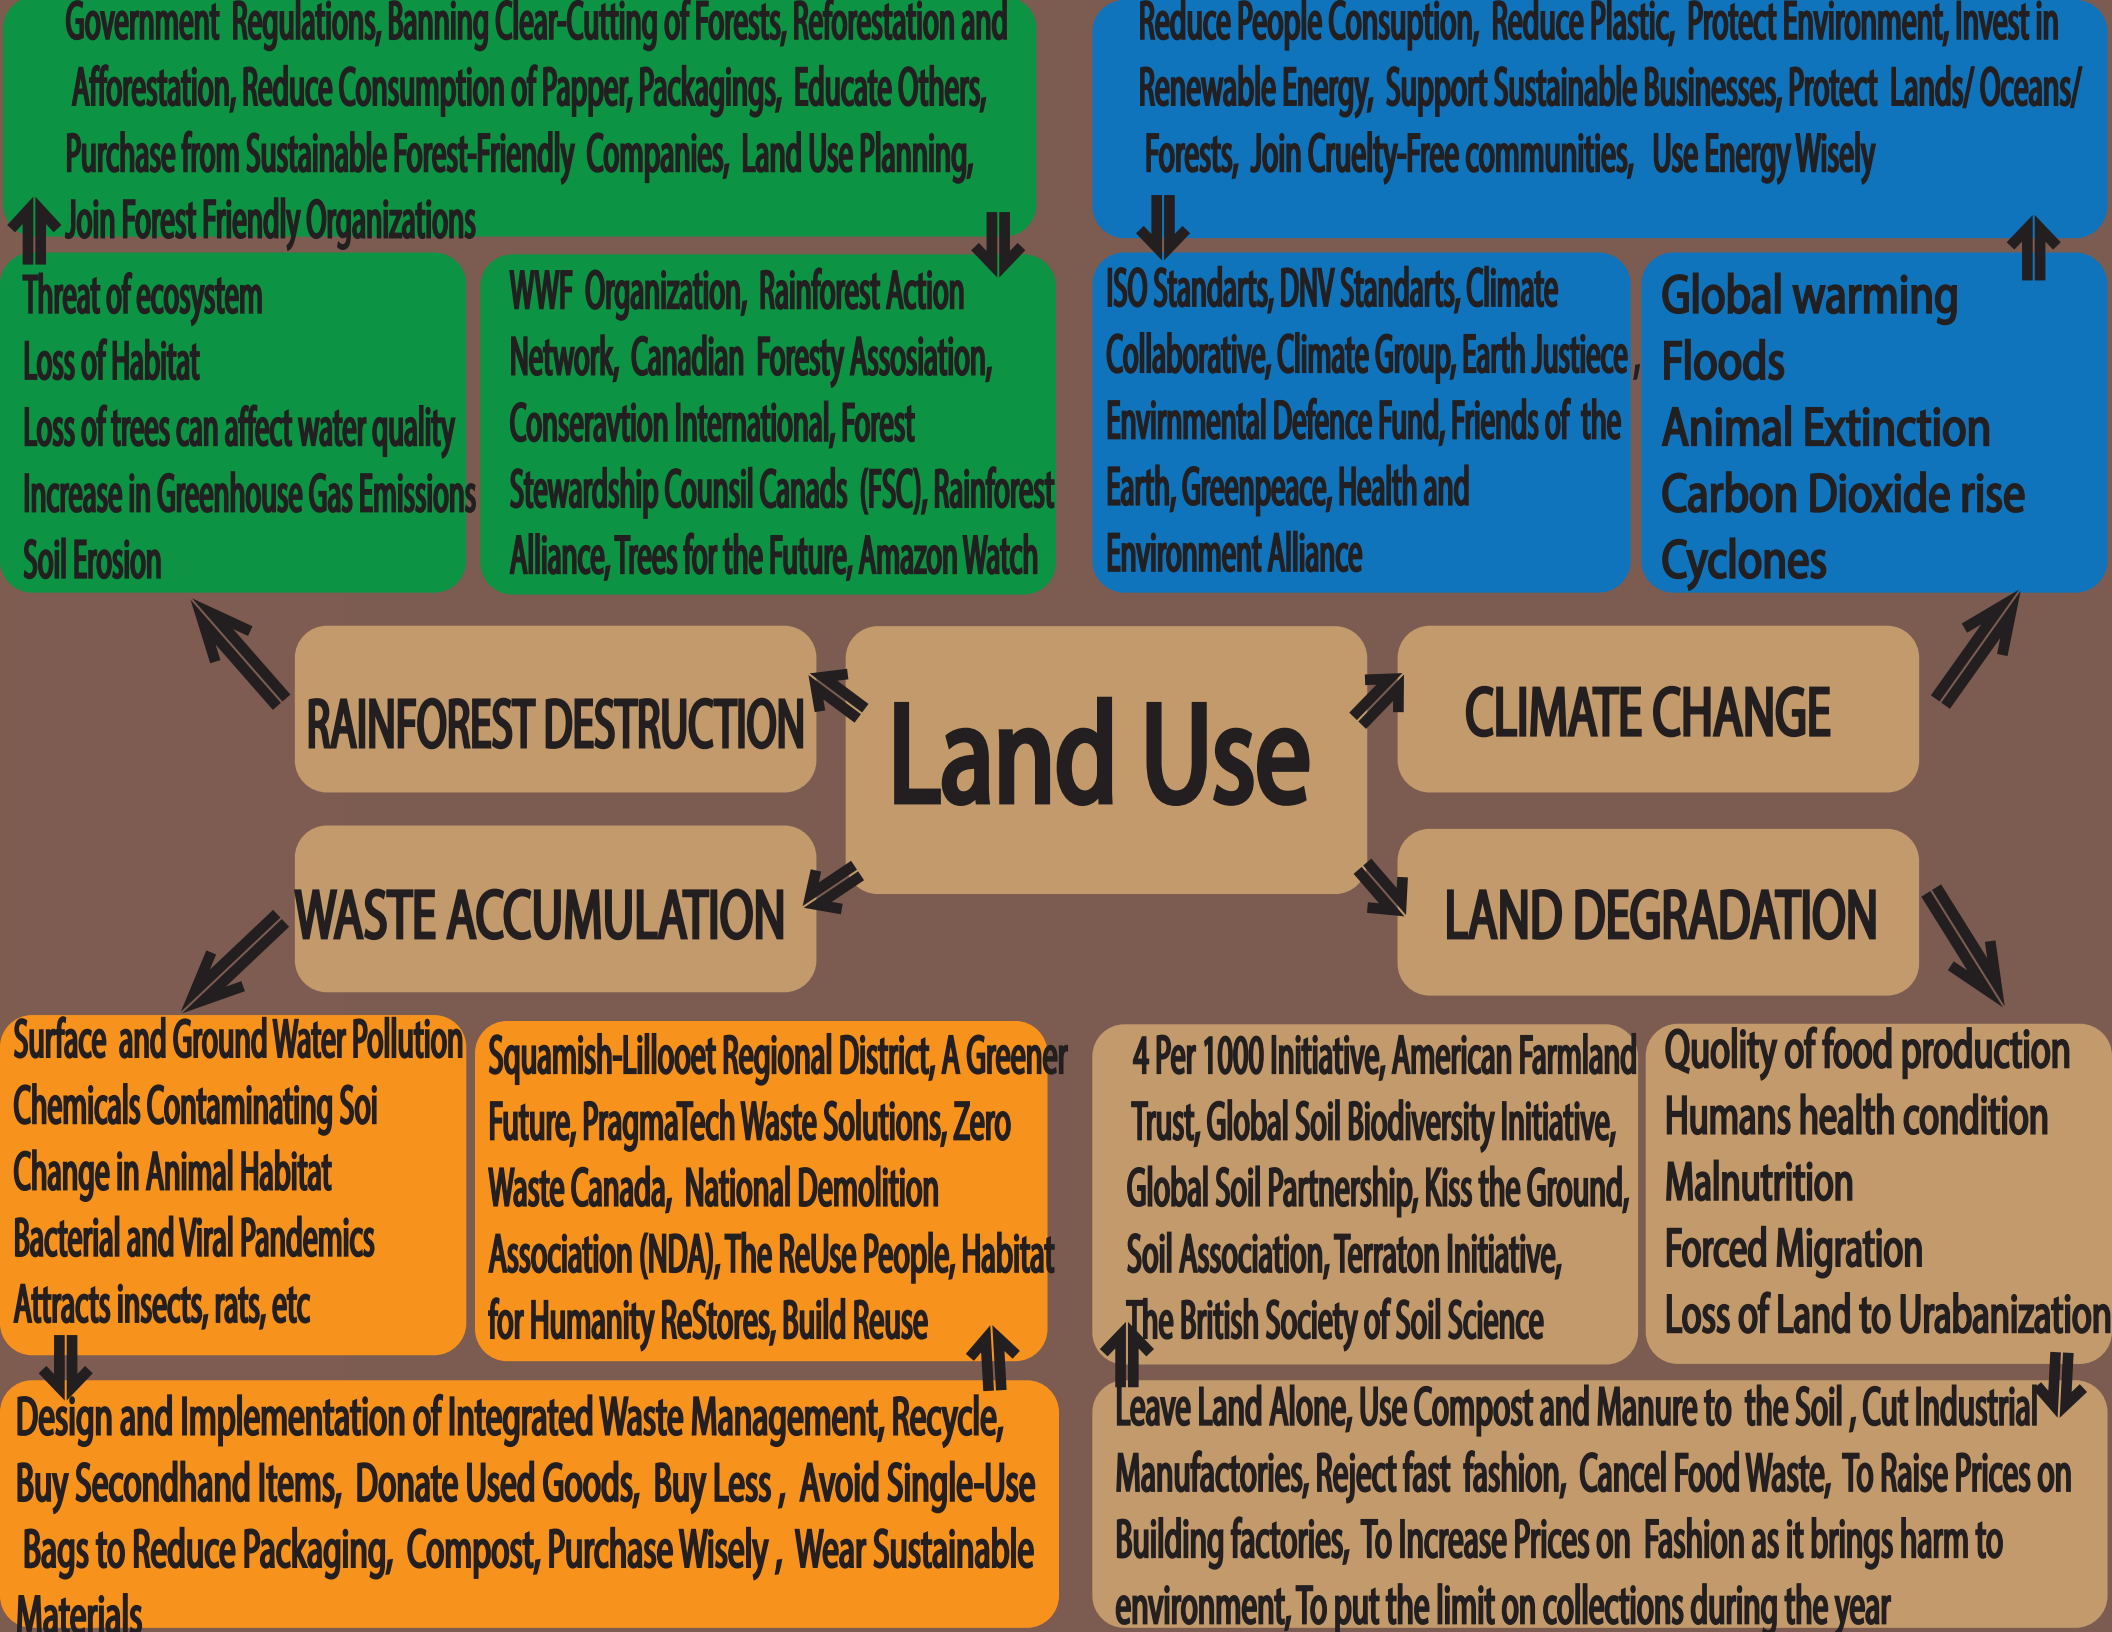 Government Regulations, Banning Clear-Cutting of Forests, Reforestation and
Afforestation, Reduce Consumption of Papper, Packagings, Educate Others,
Purchase from Sustainable Forest-Friendly Companies, Land Use Planning,
Join Forest Friendly Organizations
Reduce People Consuption, Reduce Plastic, Protect Environment, Invest in
Renewable Energy, Support Sustainable Businesses, Protect Lands/ Oceans/
Forests, Join Cruelty-Free communities, Use Energy Wisely
Threat of ecosystem
Loss of Habitat
Loss of trees can affect water quality
Increase in Greenhouse Gas Emissions
Soil Erosion
WWF Organization, Rainforest Action
Network, Canadian Foresty Assosiation,
Conseravtion International, Forest
Stewardship Counsil Canads (FSC), Rainforest
Alliance, Trees for the Future, Amazon Watch
ISO Standarts, DNV Standarts, Climate
Collaborative, Climate Group, Earth Justiece ,
Envirnmental Defence Fund, Friends of the
Earth, Greenpeace, Health and
Environment Alliance
Global warming
Floods
Animal Extinction
Carbon Dioxide rise
Cyclones
RAINFOREST DESTRUCTION
Land Use
CLIMATE CHANGE
WASTE ACCUMULATION
LAND DEGRADATION
Surface and Ground Water Pollution
Chemicals Contaminating Soi
Change in Animal Habitat
Bacterial and Viral Pandemics
Attracts insects, rats, etc
Squamish-Lillooet Regional District, A Greener
Future, PragmaTech Waste Solutions, Zero
Waste Canada, National Demolition
Association (NDA), The ReUse People, Habitat
for Humanity ReStores, Build Reuse
4 Per 1000 Initiative, American Farmland
Trust, Global Soil Biodiversity Initiative,
Global Soil Partnership, Kiss the Ground,
Soil Association, Terraton Initiative,
The British Society of Soil Science
Quolity of food production
Humans health condition
Malnutrition
Forced Migration
Loss of Land to Urabanization
Design and Implementation of Integrated Waste Management, Recycle,
Buy Secondhand Items, Donate Used Goods, Buy Less , Avoid Single-Use
Bags to Reduce Packaging, Compost, Purchase Wisely , Wear Sustainable
Materials
Leave Land Alone, Use Compost and Manure to the Soil , Cut Industrial
Manufactories, Reject fast fashion, Cancel Food Waste, To Raise Prices on
Building factories, To Increase Prices on Fashion as it brings harm to
environment, To put the limit on collections during the year